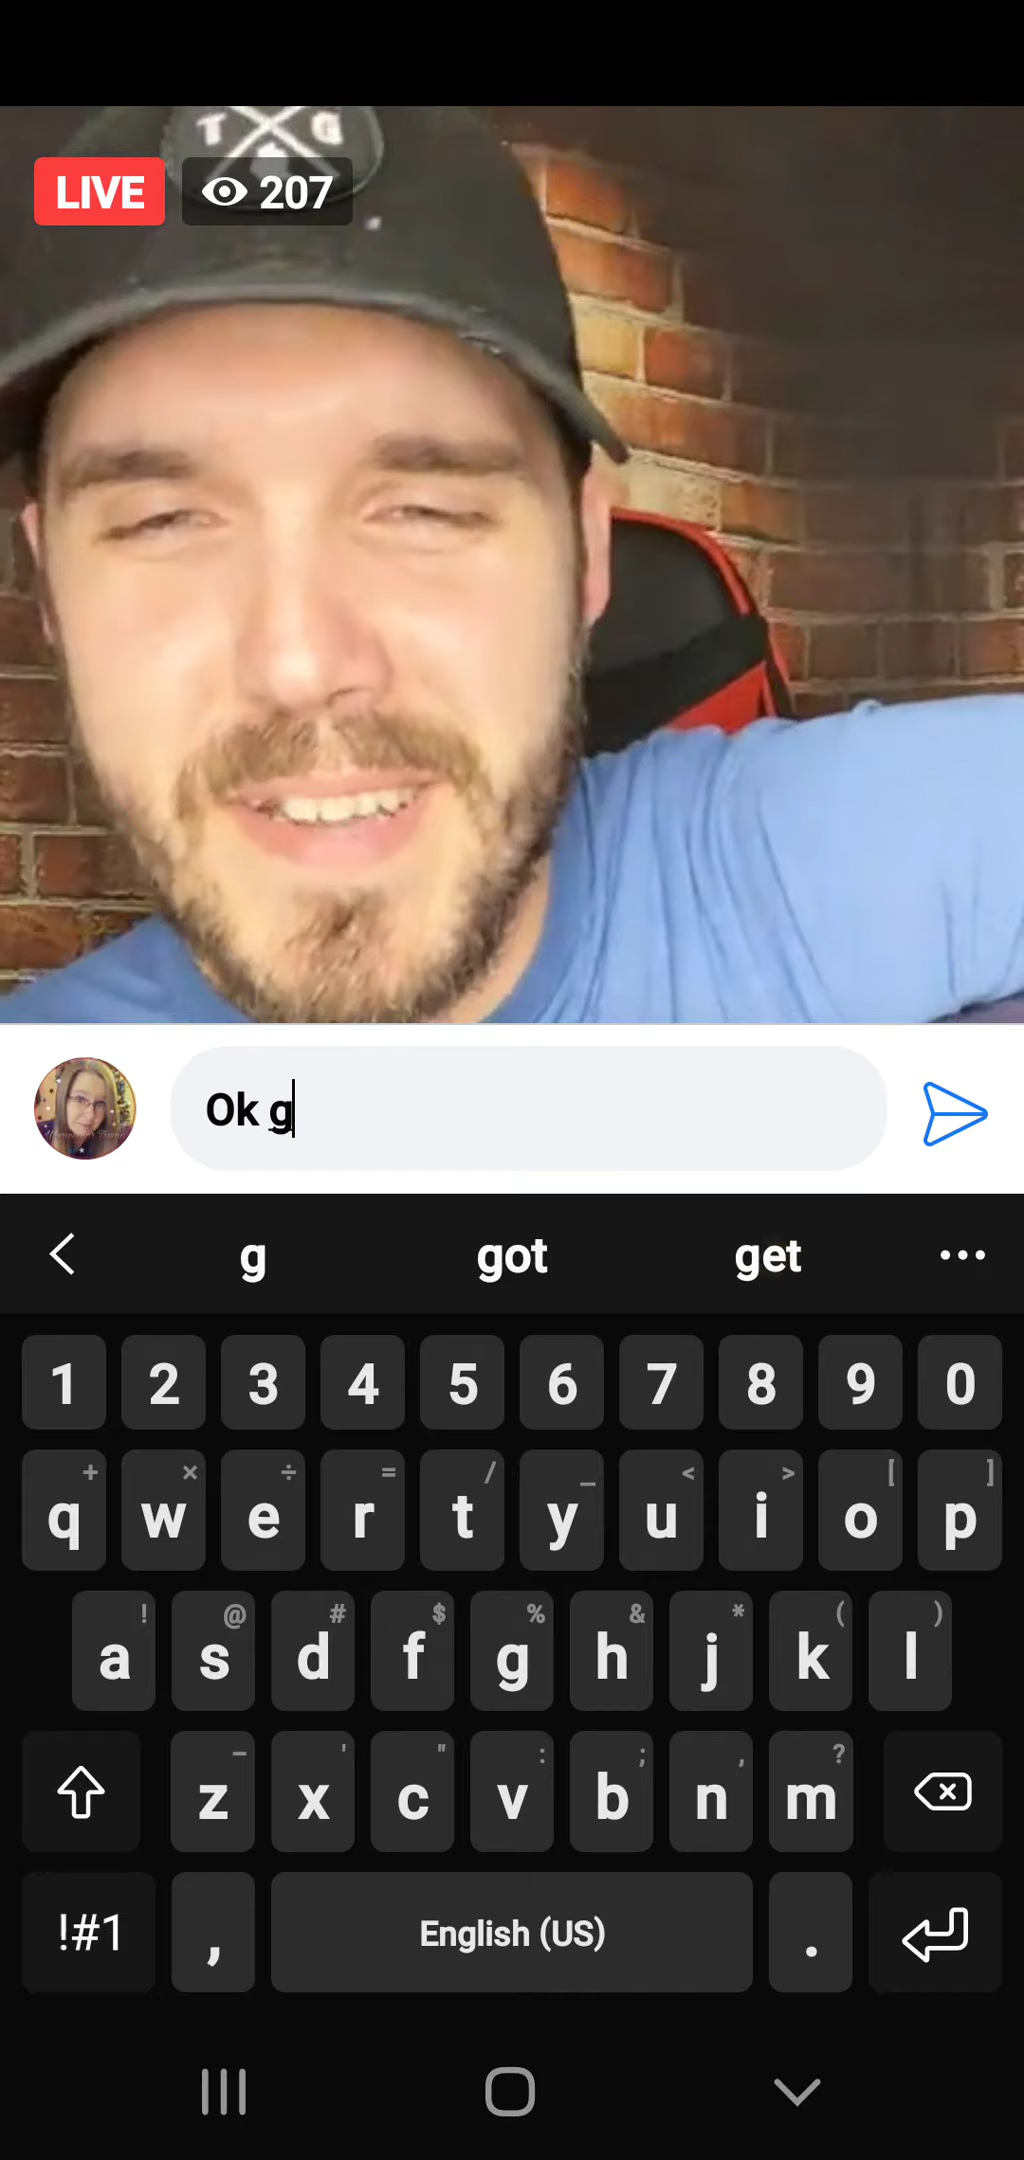 T G
LIVE 207
Ok g
g got get
1 2 3 4 5 6 7 8 9 0
+ × ÷ = / _ < > [ ]
q w e r t y u i o p
! @ # $ % & * ( )
a s d f g h j k l
- ' " : ; , ?
z x c v b n m
!#1 , English (US) .